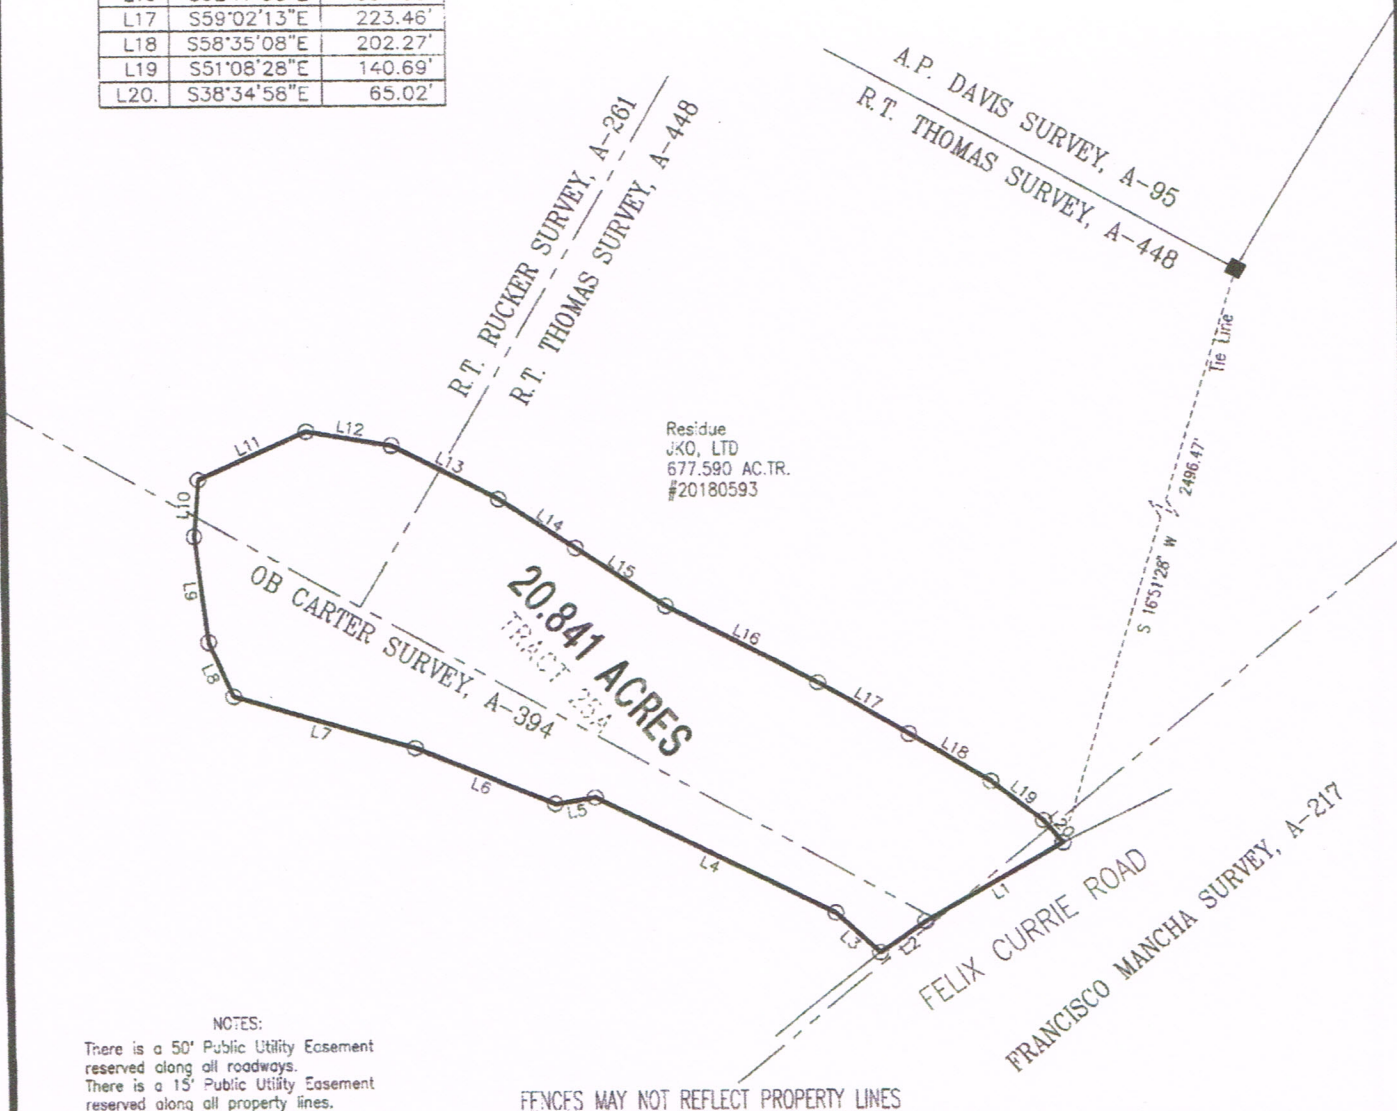 L17 S59°02'13"E 223.46'
L18 S58°35'08"E 202.27'
L19 S51°08'28"E 140.69'
L20. S38°34'58"E 65.02'
A.P. DAVIS SURVEY, A-95
R.T. THOMAS SURVEY, A-448
R.T. RUCKER SURVEY, A-261
R.T. THOMAS SURVEY, A-448
Tie Line
S 16°51'28" W 2496.47'
Residue
JKO, LTD
677.590 AC.TR.
#20180593
L11
L12
L13
L10
L14
L15
L9
L16
L8
L17
L18
L7
L19
L20
L6
L5
L4
L1
L3
L2
OB CARTER SURVEY, A-394
20.841 ACRES
TRACT 25A
FELIX CURRIE ROAD
FRANCISCO MANCHA SURVEY, A-217
NOTES:
There is a 50' Public Utility Easement
reserved along all roadways.
There is a 15' Public Utility Easement
reserved along all property lines.
FENCES MAY NOT REFLECT PROPERTY LINES